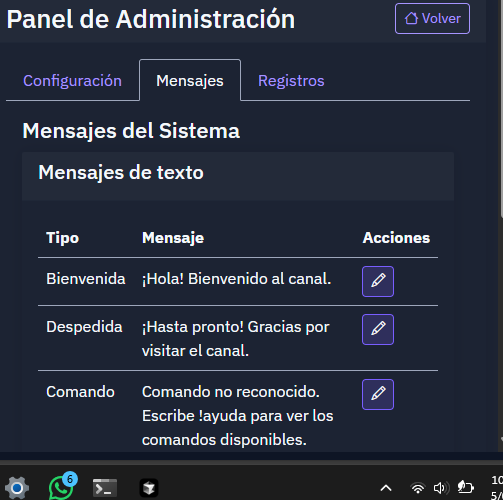 Panel de Administración
Volver
Configuración
Mensajes
Registros
Mensajes del Sistema
Mensajes de texto
Tipo Mensaje Acciones
Bienvenida ¡Hola! Bienvenido al canal.
Despedida ¡Hasta pronto! Gracias por
visitar el canal.
Comando Comando no reconocido.
Escribe !ayuda para ver los
comandos disponibles.
6
10
5/